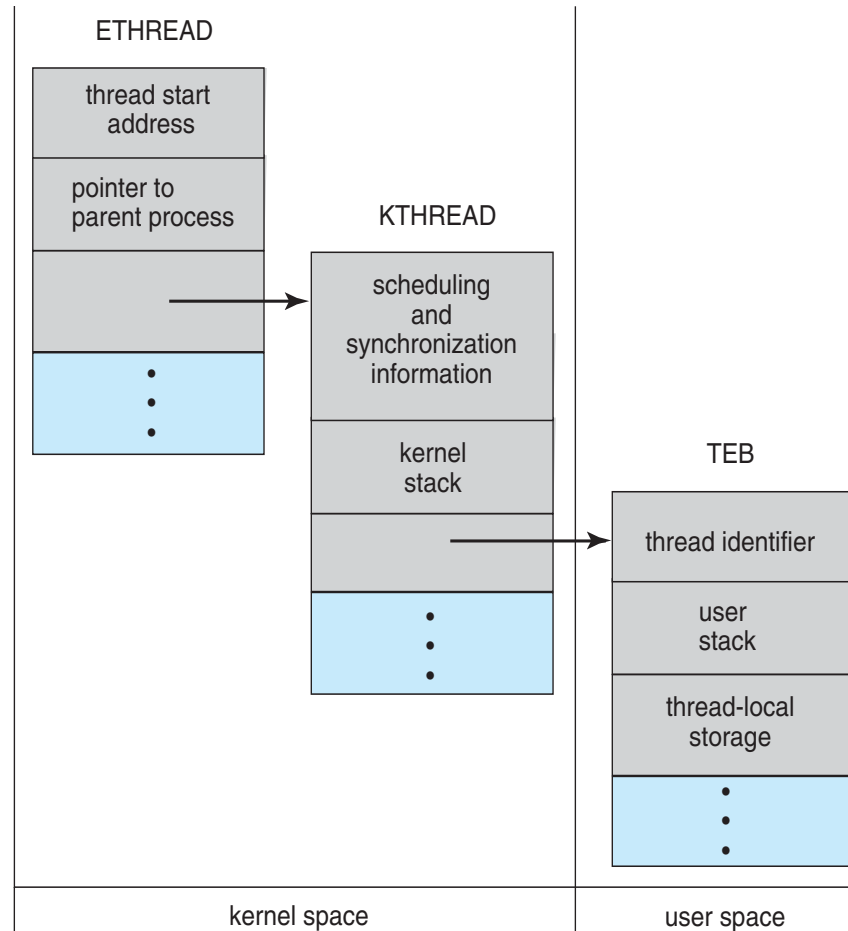 ETHREAD
thread start
address
pointer to
parent process
KTHREAD
scheduling
and
synchronization
information
kernel
stack
TEB
thread identifier
user
stack
thread-local
storage
kernel space
user space